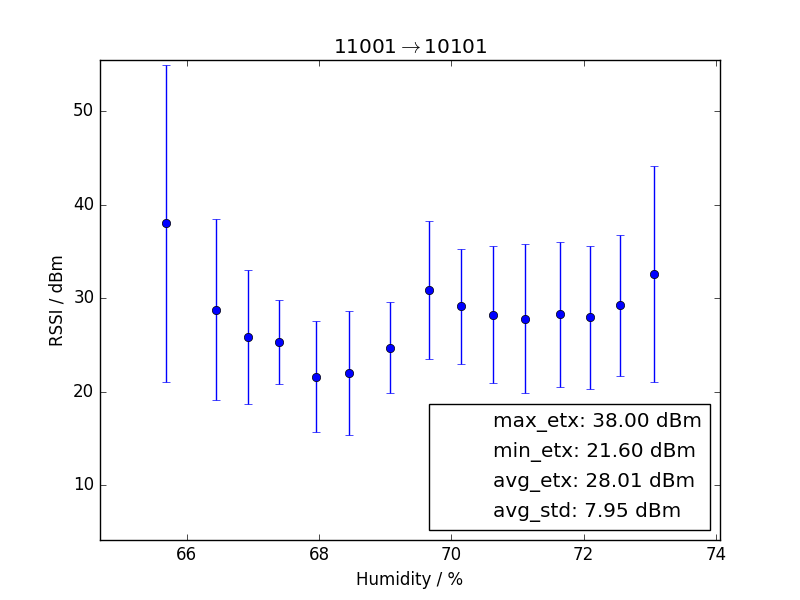 11001→10101
50
40
30
20
10
RSSI / dBm
max_etx: 38.00 dBm
min_etx: 21.60 dBm
avg_etx: 28.01 dBm
avg_std: 7.95 dBm
66 68 70 72 74
Humidity / %